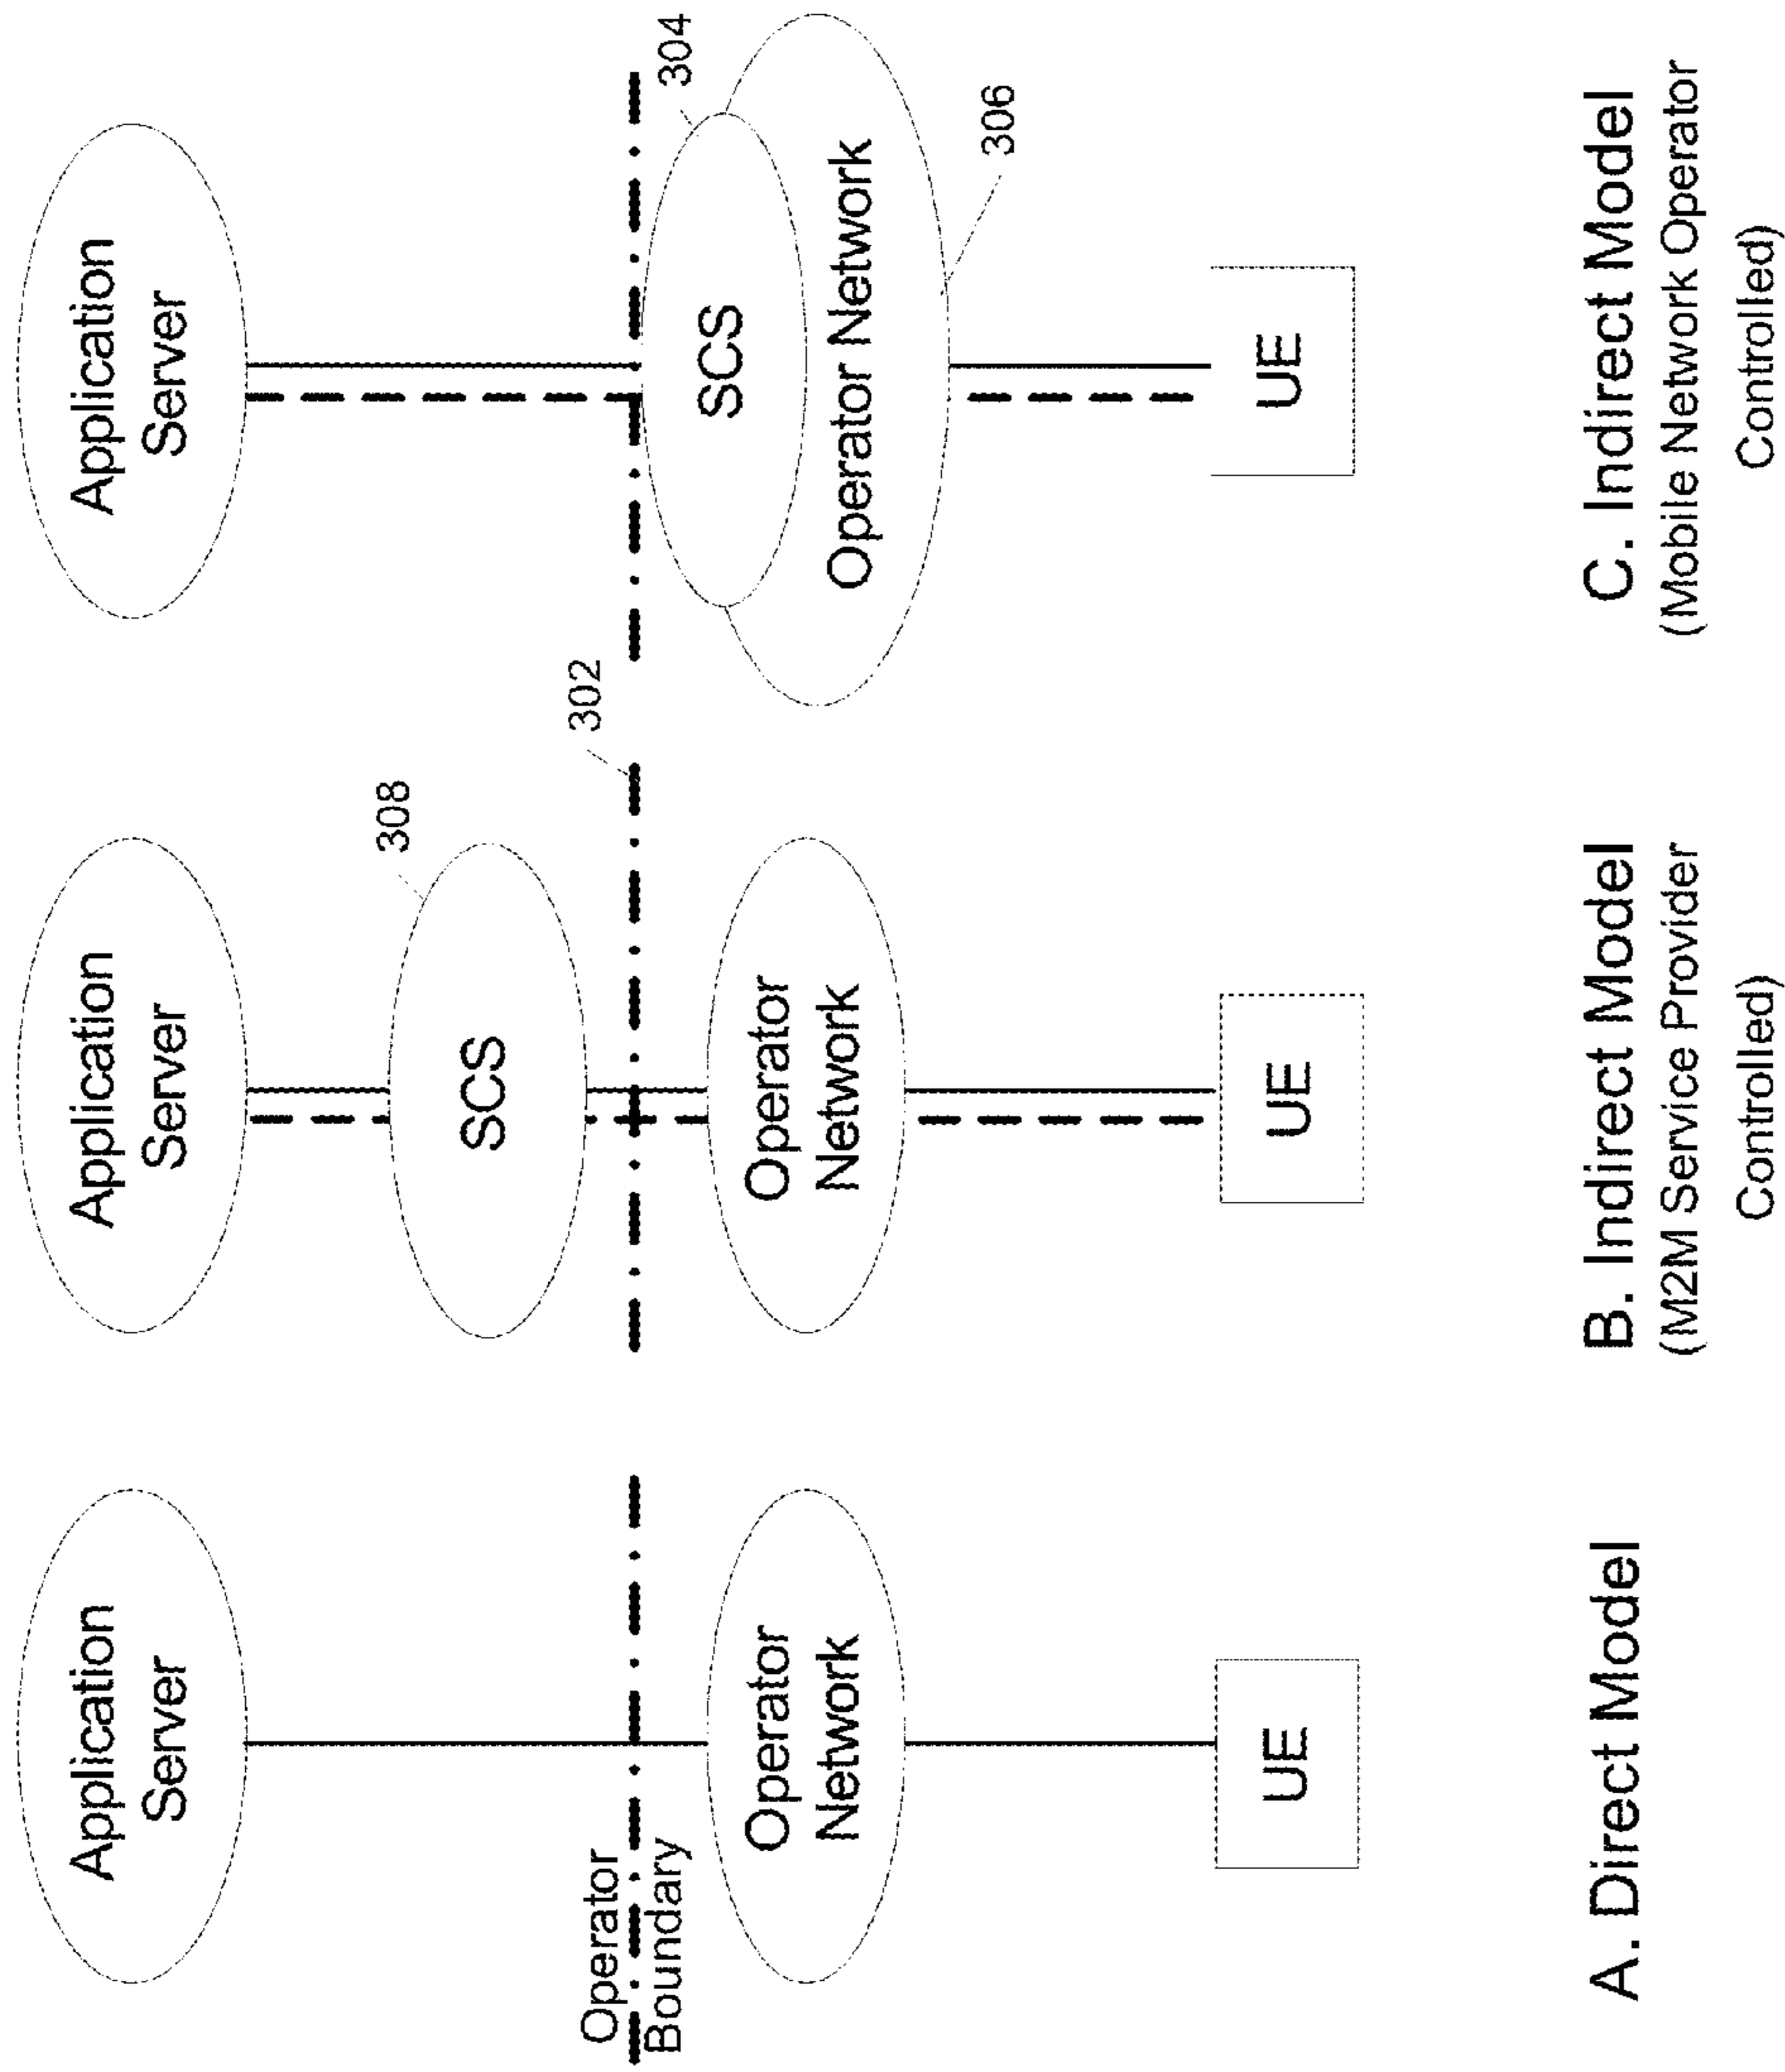 Application
Server
Operator
Boundary
Operator
Network
UE
A. Direct Model
Application
Server
308
SCS
302
Operator
Network
UE
B. Indirect Model
(M2M Service Provider
Controlled)
Application
Server
304
SCS
Operator Network
306
UE
C. Indirect Model
(Mobile Network Operator
Controlled)